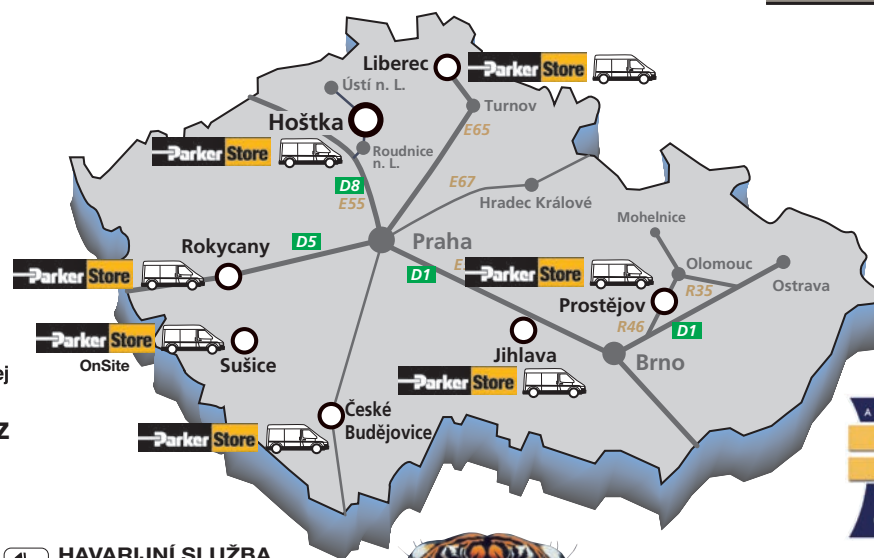 Liberec
Parker Store
Ústí n. L.
Turnov
Hoštka
E65
Parker Store
Roudnice
n. L.
E67
D8
E55
Hradec Králové
Mohelnice
Rokycany
D5
Praha
Parker Store
D1
E
Parker Store
Olomouc
Ostrava
R35
Prostějov
R46
D1
Parker Store
OnSite
Sušice
Jihlava
Brno
ej
Parker Store
České
Budějovice
z
Parker Store
A
HAVARIJNÍ SLUŽBA